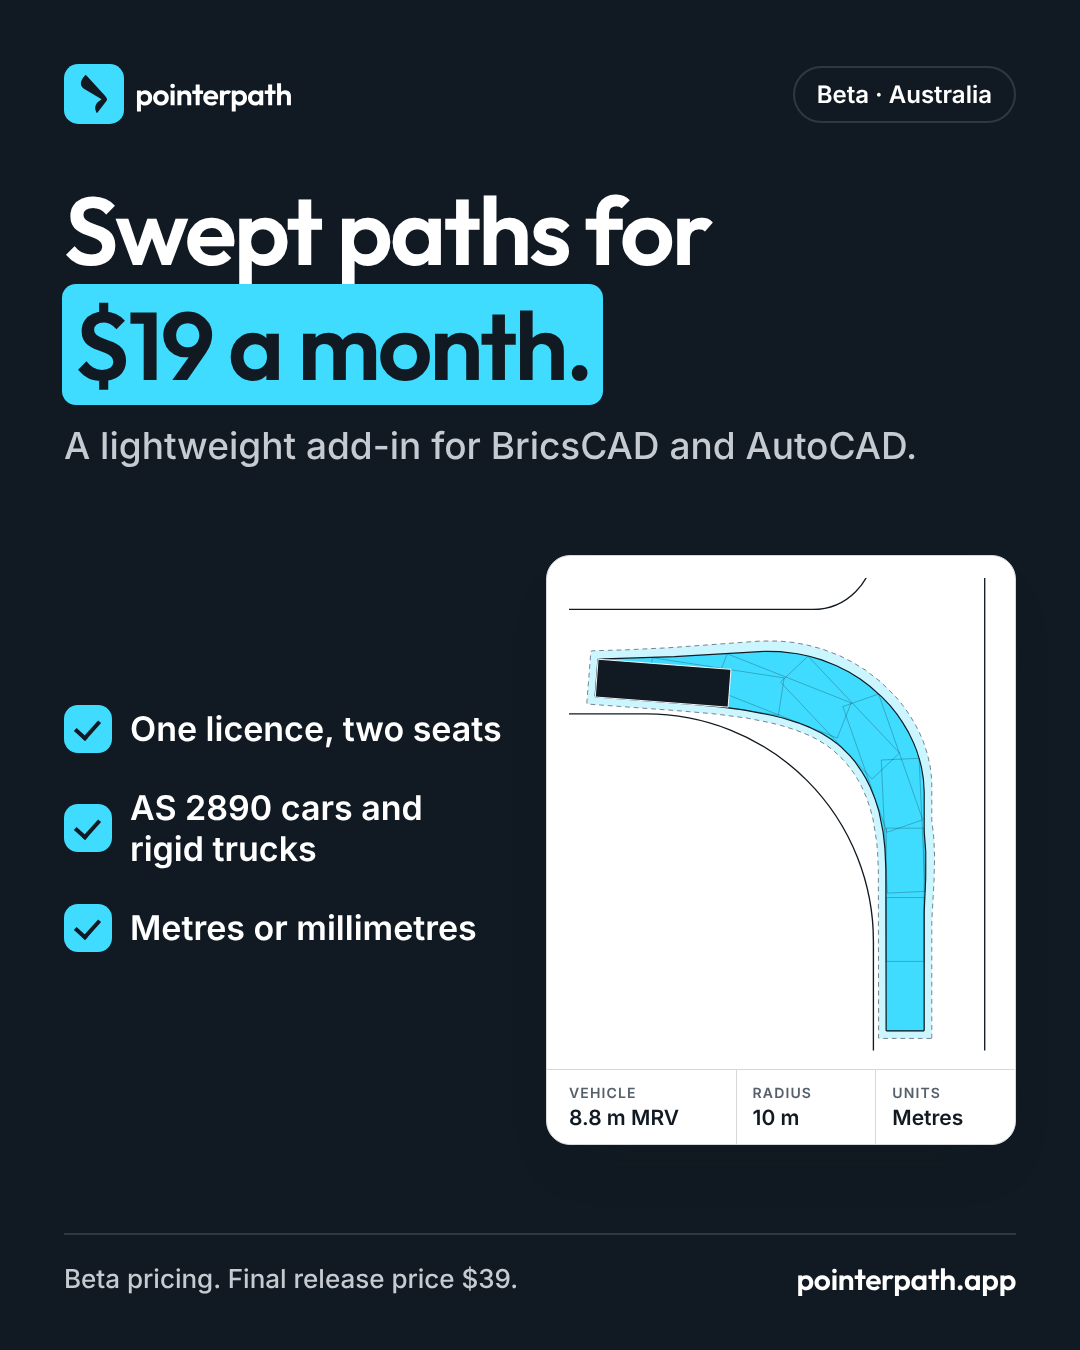 pointerpath
Beta · Australia
Swept paths for
$19 a month.
A lightweight add-in for BricsCAD and AutoCAD.
One licence, two seats
AS 2890 cars and
rigid trucks
Metres or millimetres
VEHICLE
8.8 m MRV
RADIUS
10 m
UNITS
Metres
Beta pricing. Final release price $39.
pointerpath.app